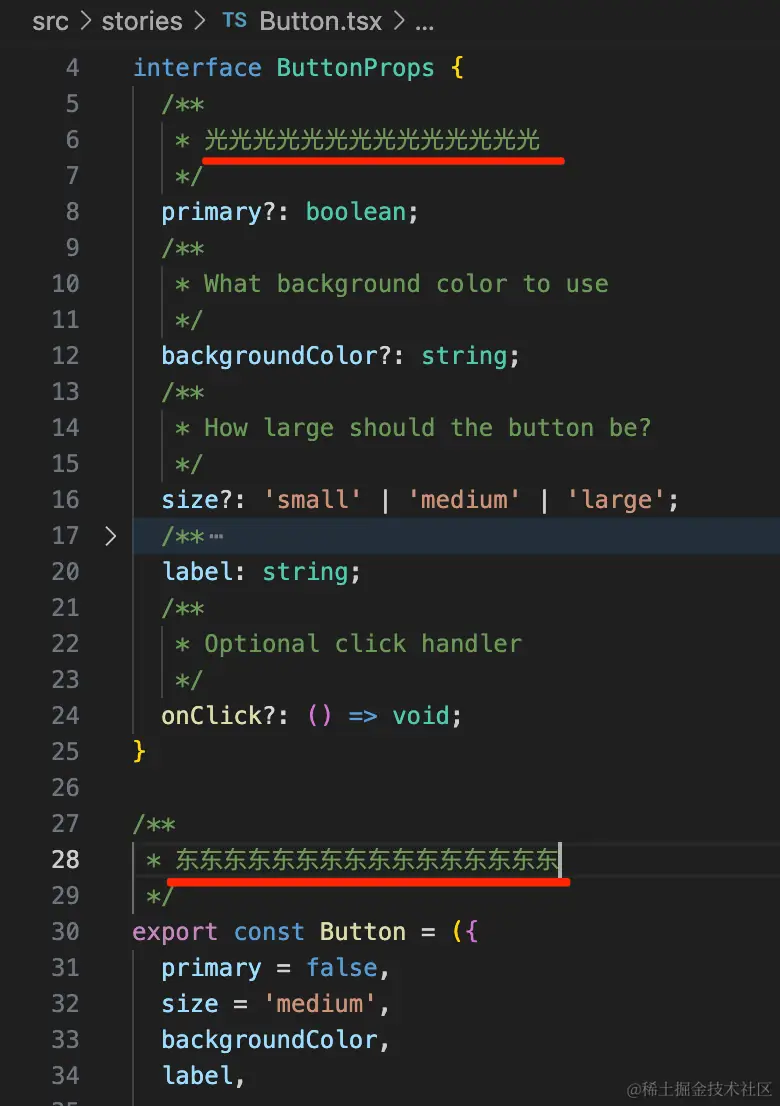 src > stories > TS Button.tsx > ...
4 interface ButtonProps {
5 /**
6 * 光光光光光光光光光光光光光光
7 */
8 primary?: boolean;
9 /**
10 * What background color to use
11 */
12 backgroundColor?: string;
13 /**
14 * How large should the button be?
15 */
16 size?: 'small' | 'medium' | 'large';
17 > /** ⋯
20 label: string;
21 /**
22 * Optional click handler
23 */
24 onClick?: () => void;
25 }
26
27 /**
28 * 东东东东东东东东东东东东东东东东
29 */
30 export const Button = ({
31 primary = false,
32 size = 'medium',
33 backgroundColor,
34 label,
@稀土掘金技术社区